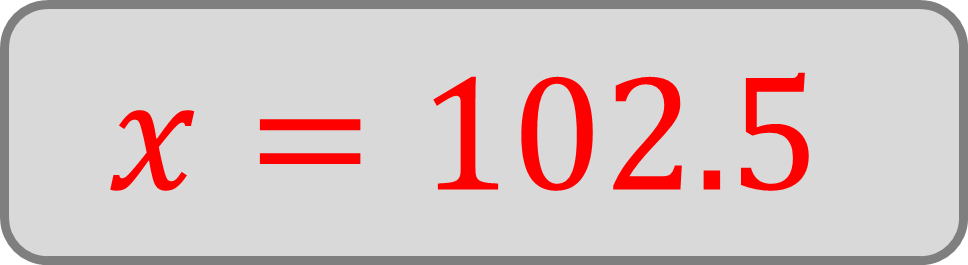 x = 102.5